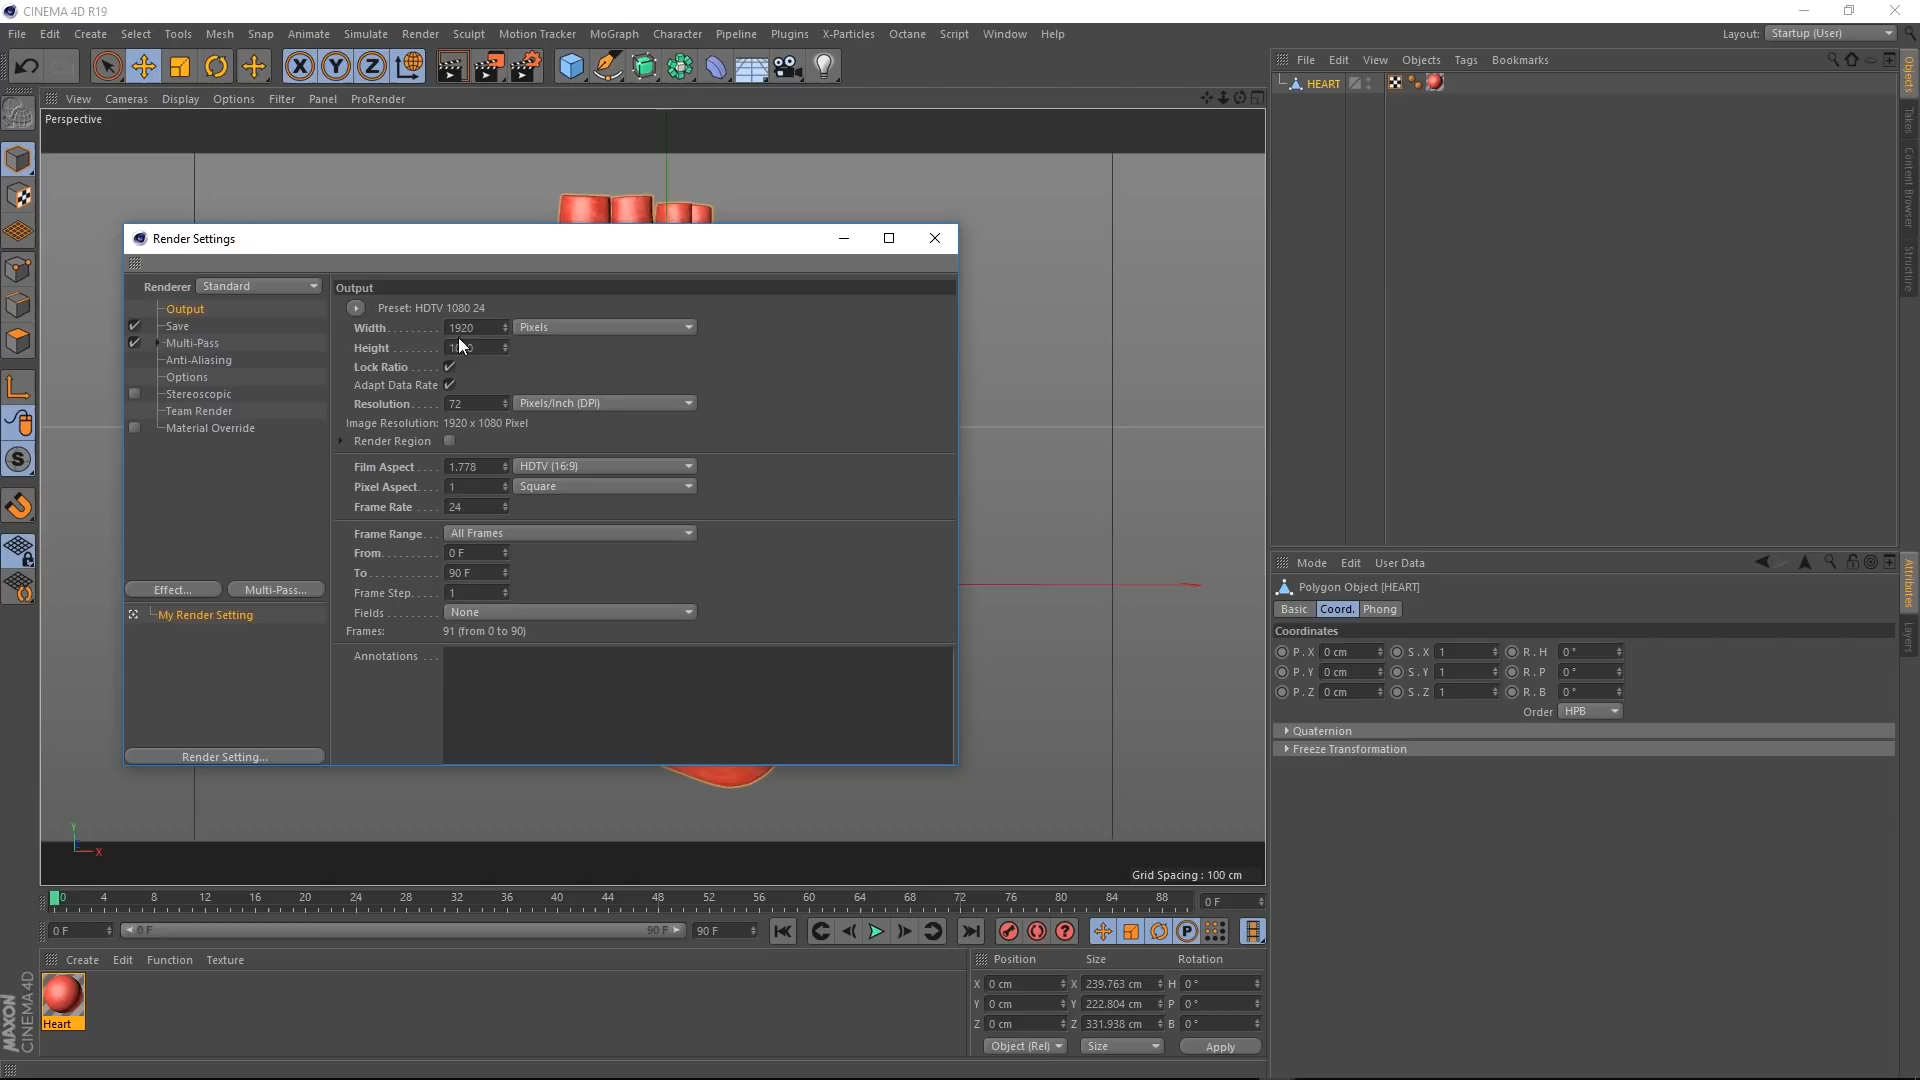 CINEMA 4D R19
File Edit Create Select Tools Mesh Snap Animate Simulate Render Sculpt Motion Tracker MoGraph Character Pipeline Plugins X-Particles Octane Script Window Help
Layout: Startup (User)
File Edit View Objects Tags Bookmarks
HEART
Objects
Takes
Content Browser
Structure
View Cameras Display Options Filter Panel ProRender
Perspective
Render Settings
Renderer Standard
Output
Save
Multi-Pass
Anti-Aliasing
Options
Stereoscopic
Team Render
Material Override
Effect... Multi-Pass...
My Render Setting
Render Setting...
Output
Preset: HDTV 1080 24
Width 1920 Pixels
Height
Lock Ratio
Adapt Data Rate
Resolution 72 Pixels/Inch (DPI)
Image Resolution: 1920 x 1080 Pixel
Render Region
Film Aspect 1.778 HDTV (16:9)
Pixel Aspect 1 Square
Frame Rate 24
Frame Range All Frames
From 0 F
To 90 F
Frame Step 1
Fields None
Frames: 91 (from 0 to 90)
Annotations
Y
X
Grid Spacing : 100 cm
0 4 8 12 16 20 24 28 32 36 40 44 48 52 56 60 64 68 72 76 80 84 88 0 F
0 F 0 F 90 F 90 F
P
Create Edit Function Texture
Heart
MAXON
CINEMA 4D
Position Size Rotation
X 0 cm X 239.763 cm H 0 °
Y 0 cm Y 222.804 cm P 0 °
Z 0 cm Z 331.938 cm B 0 °
Object (Rel) Size Apply
Mode Edit User Data
Polygon Object [HEART]
Basic Coord. Phong
Coordinates
P . X 0 cm S . X 1 R . H 0 °
P . Y 0 cm S . Y 1 R . P 0 °
P . Z 0 cm S . Z 1 R . B 0 °
Order HPB
Quaternion
Freeze Transformation
Attributes
Layers